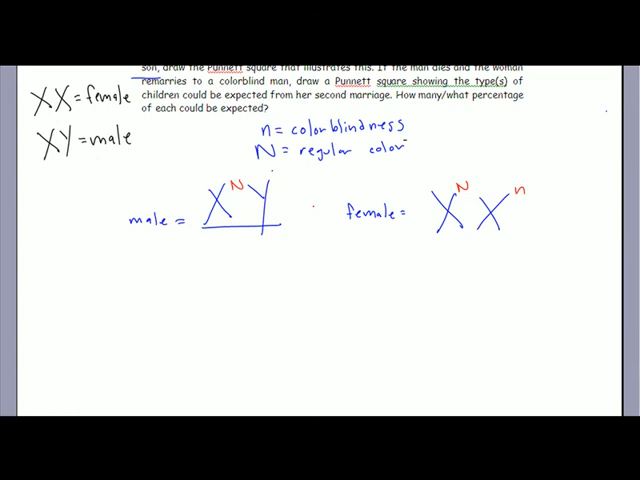 son, draw the Punnett square that illustrates this. If the man dies and the woman
remarries to a colorblind man, draw a Punnett square showing the type(s) of
children could be expected from her second marriage. How many/what percentage
of each could be expected?
XX = female
XY = male
n = colorblindness
N = regular color
male = X^N Y
female = X^N X^n